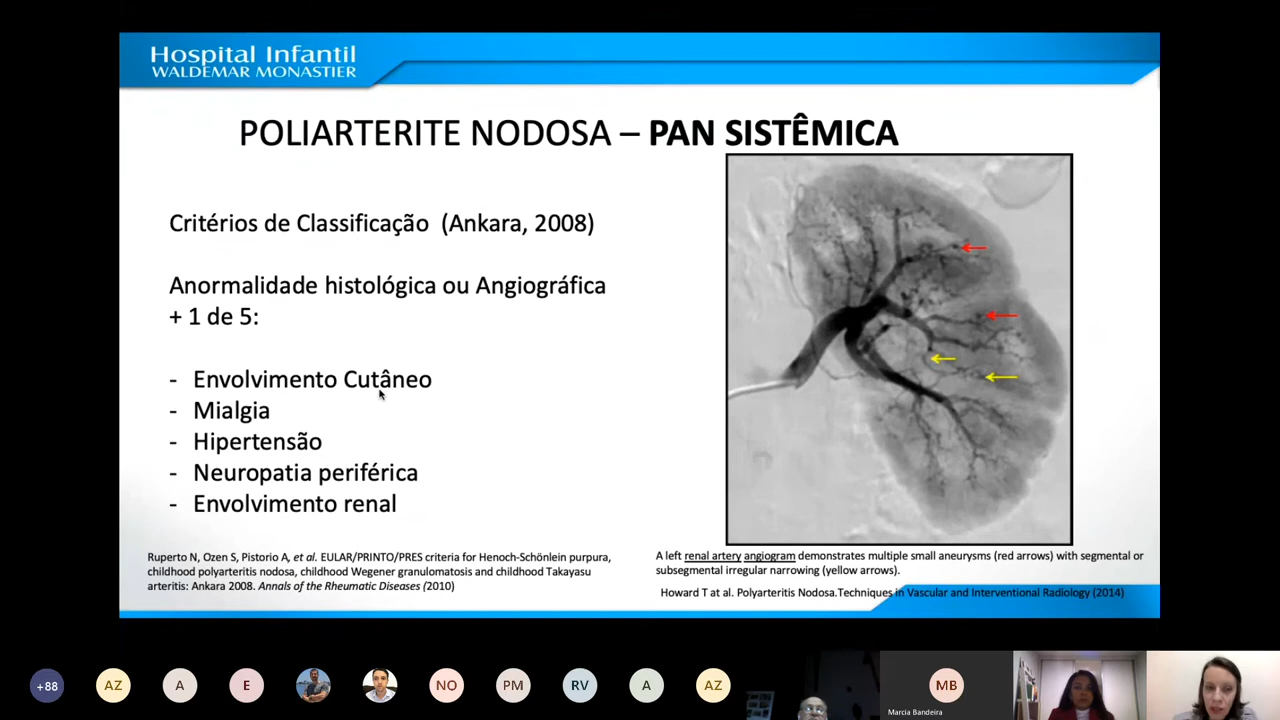 Hospital Infantil
WALDEMAR MONASTIER
POLIARTERITE NODOSA – PAN SISTÊMICA
Critérios de Classificação (Ankara, 2008)
Anormalidade histológica ou Angiográfica
+ 1 de 5:
- Envolvimento Cutâneo
- Mialgia
- Hipertensão
- Neuropatia periférica
- Envolvimento renal
Ruperto N, Ozen S, Pistorio A, et al. EULAR/PRINTO/PRES criteria for Henoch-Schönlein purpura,
childhood polyarteritis nodosa, childhood Wegener granulomatosis and childhood Takayasu
arteritis: Ankara 2008. Annals of the Rheumatic Diseases (2010)
A left renal artery angiogram demonstrates multiple small aneurysms (red arrows) with segmental or
subsegmental irregular narrowing (yellow arrows).
Howard T at al. Polyarteritis Nodosa.Techniques in Vascular and Interventional Radiology (2014)
+88
AZ
A
E
NO
PM
RV
A
AZ
MB
Marcia Bandeira